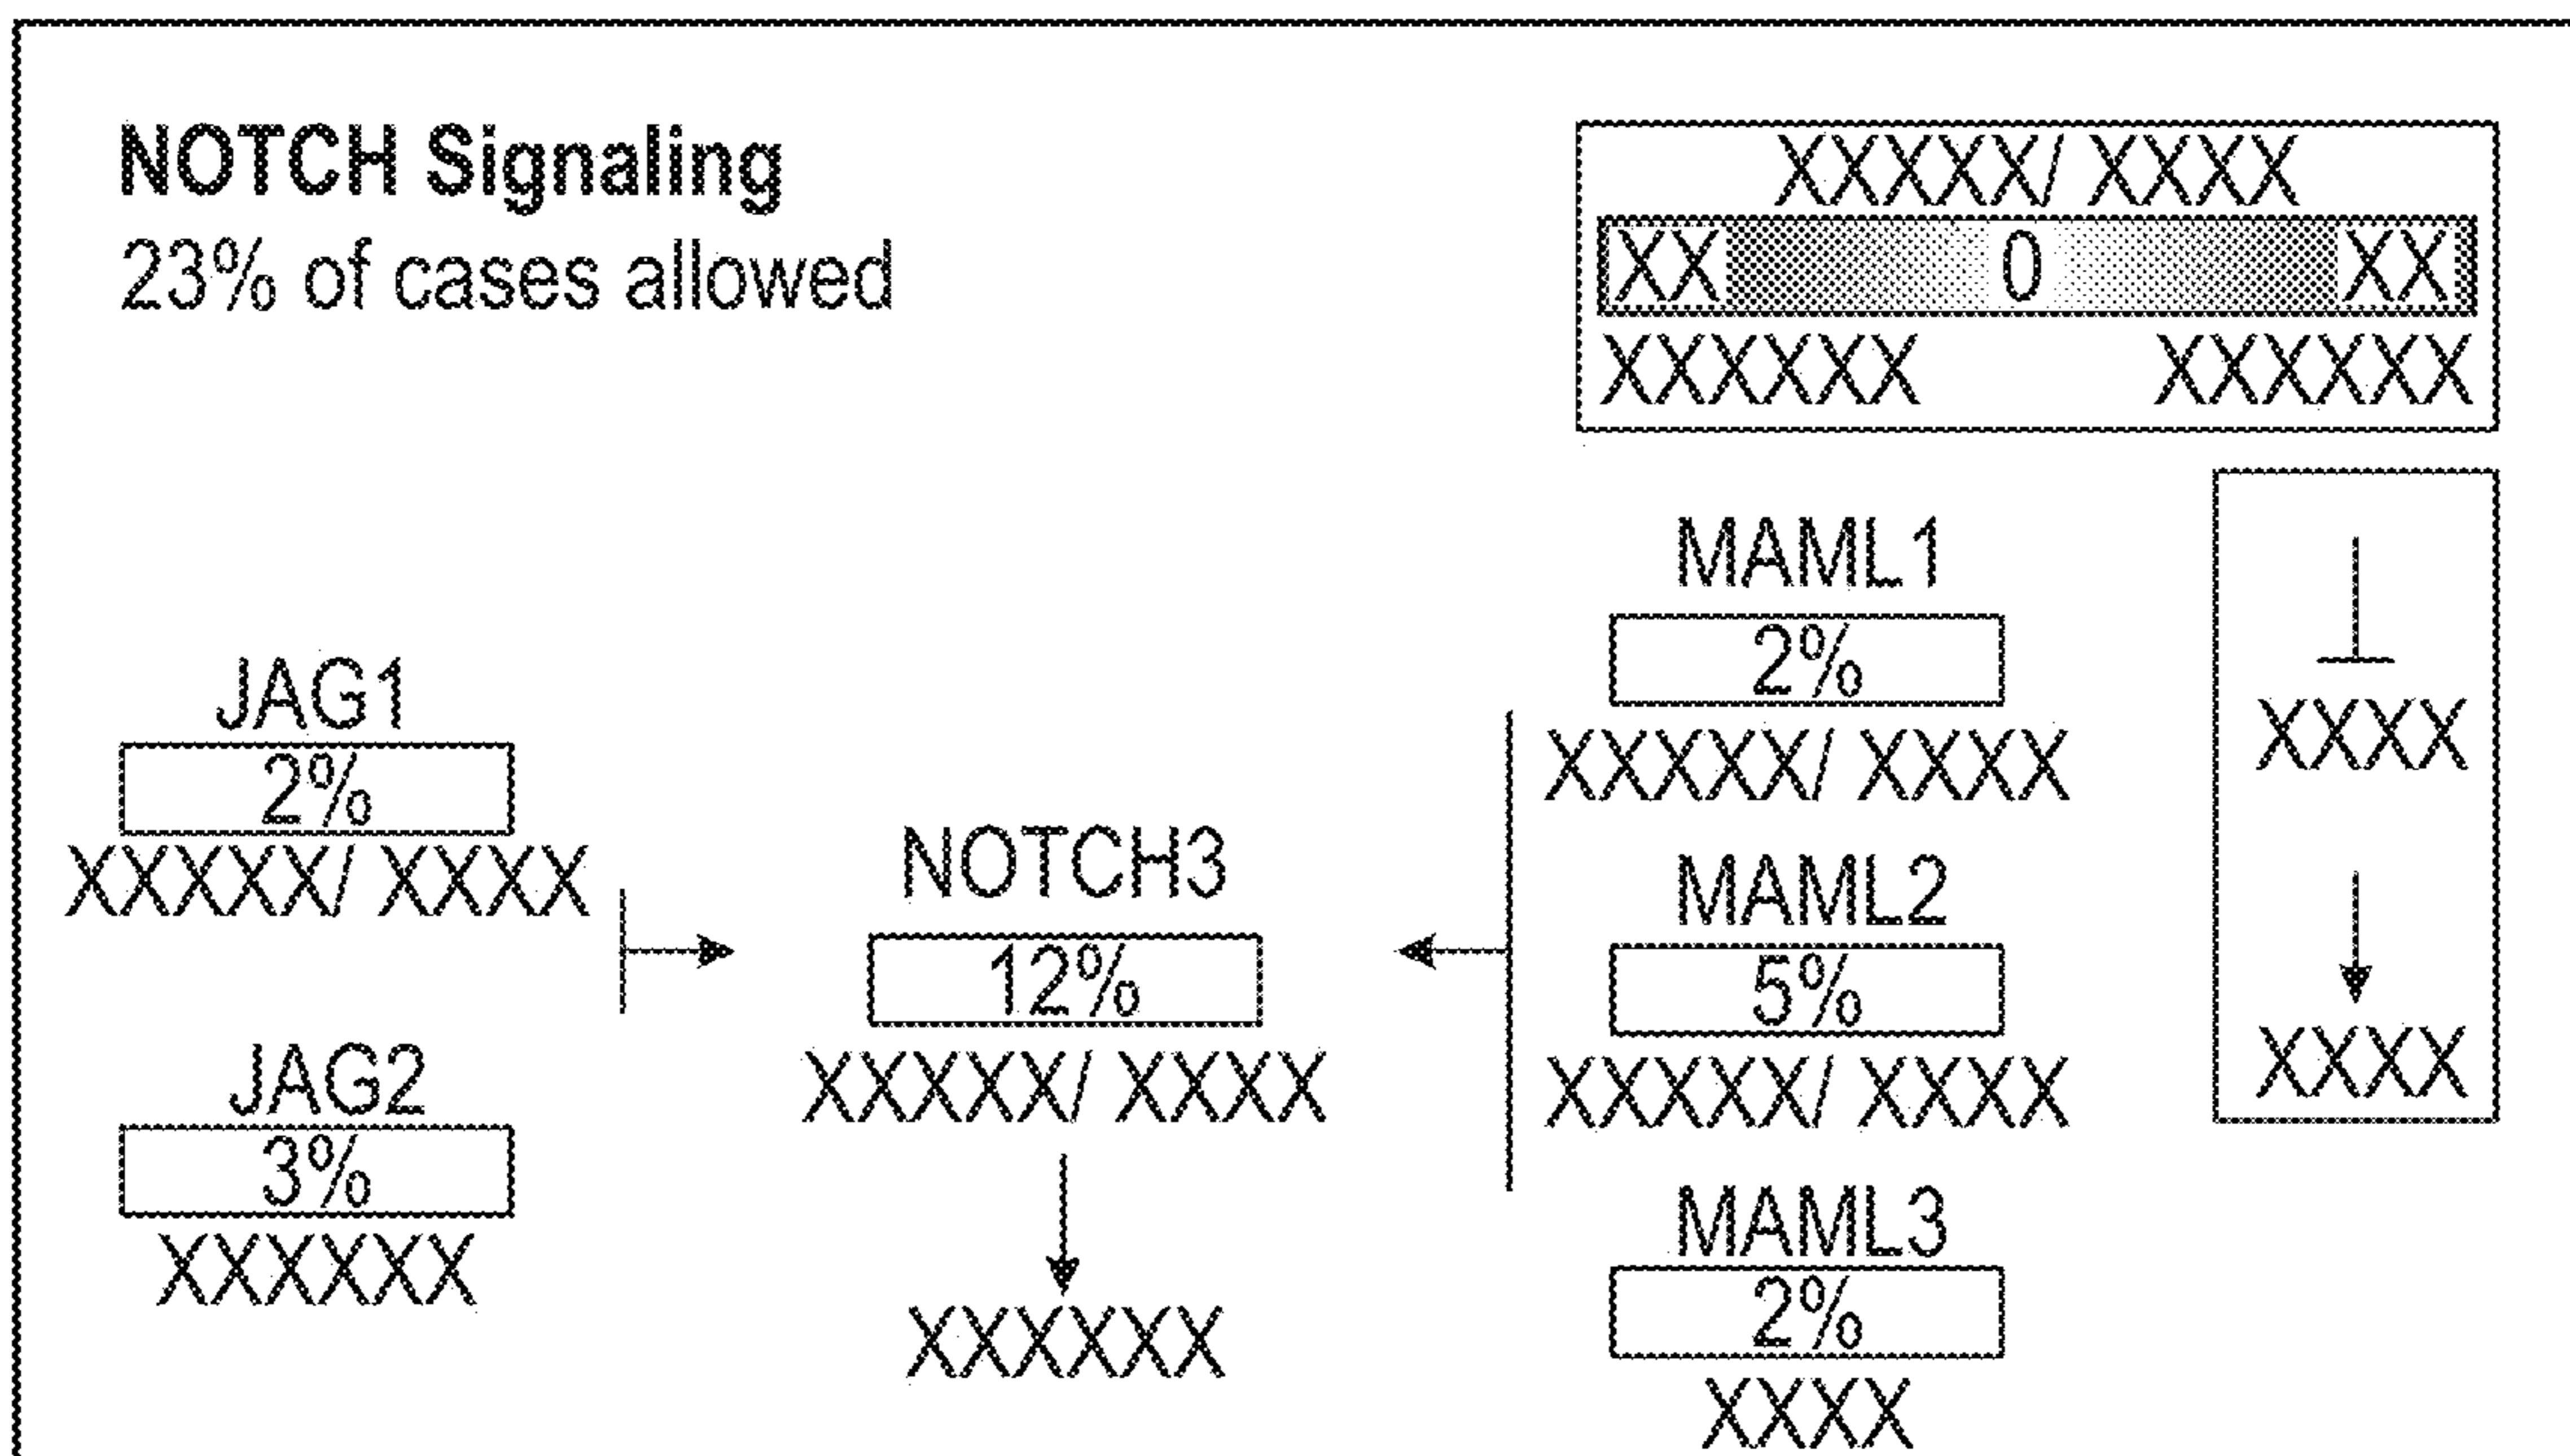 NOTCH Signaling
23% of cases allowed
XXXXX/ XXXX
XX 0 XX
XXXXXX XXXXXX
JAG1
2%
XXXXX/ XXXX
JAG2
3%
XXXXXX
NOTCH3
12%
XXXXX/ XXXX
XXXXXX
MAML1
2%
XXXXX/ XXXX
MAML2
5%
XXXXX/ XXXX
MAML3
2%
XXXX
XXXX
XXXX